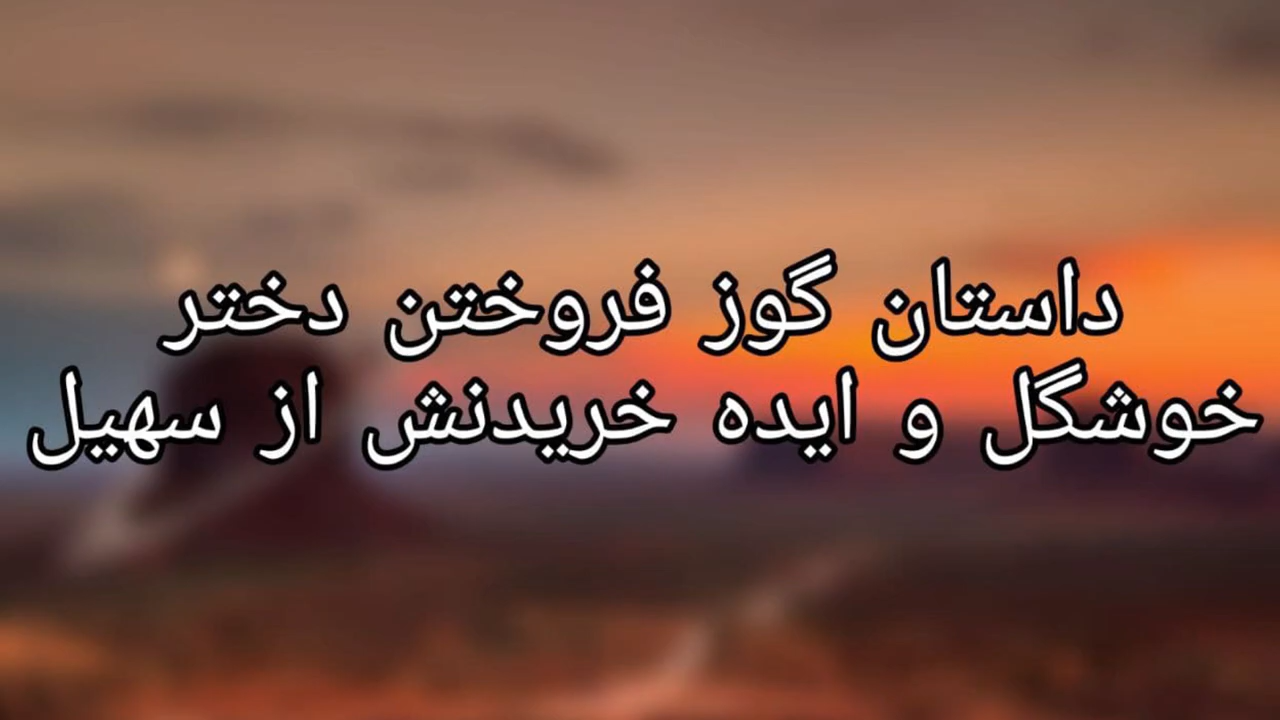 داستان گوز فروختن دختر
خوشگل و ایده خریدنش از سهیل